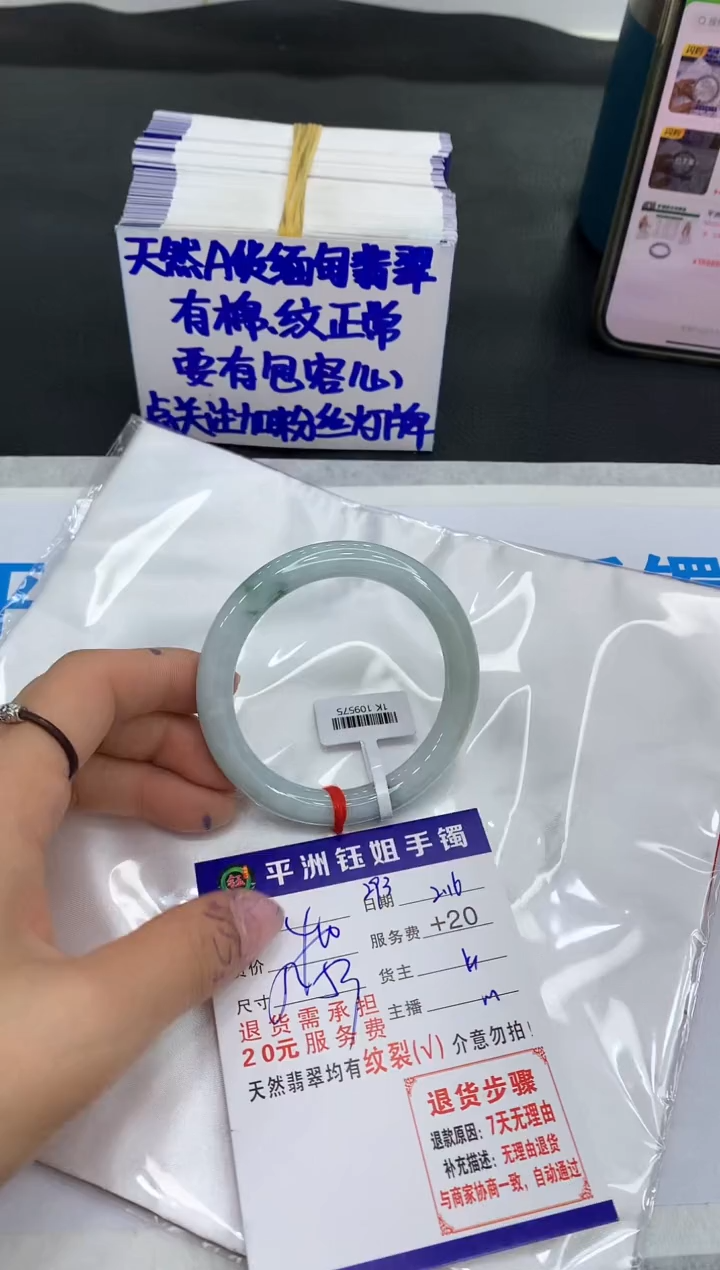 天然A货缅甸翡翠
有棉、纹正常
要有包容心
点关注加粉丝灯牌
1K 109575
平洲钰姐手镯
293
日期 2.16
服务费 +20
价
货主
尺寸
主播
退货需承担
20元服务费
天然翡翠均有纹裂(√) 介意勿拍!
退货步骤
退款原因: 7天无理由
补充描述: 无理由退货
与商家协商一致，自动通过
镯